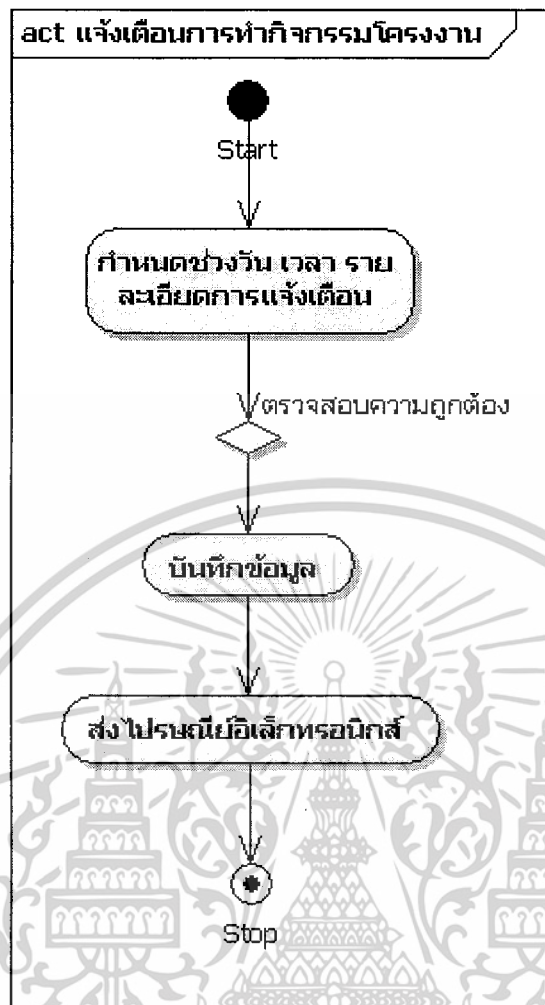 act แจ้งเตือนการทำกิจกรรมโครงงาน
Start
กำหนดช่วงวัน เวลา ราย
ละเอียดการแจ้งเตือน
ตรวจสอบความถูกต้อง
บันทึกข้อมูล
ส่งไปรษณีย์อิเล็กทรอนิกส์
Stop